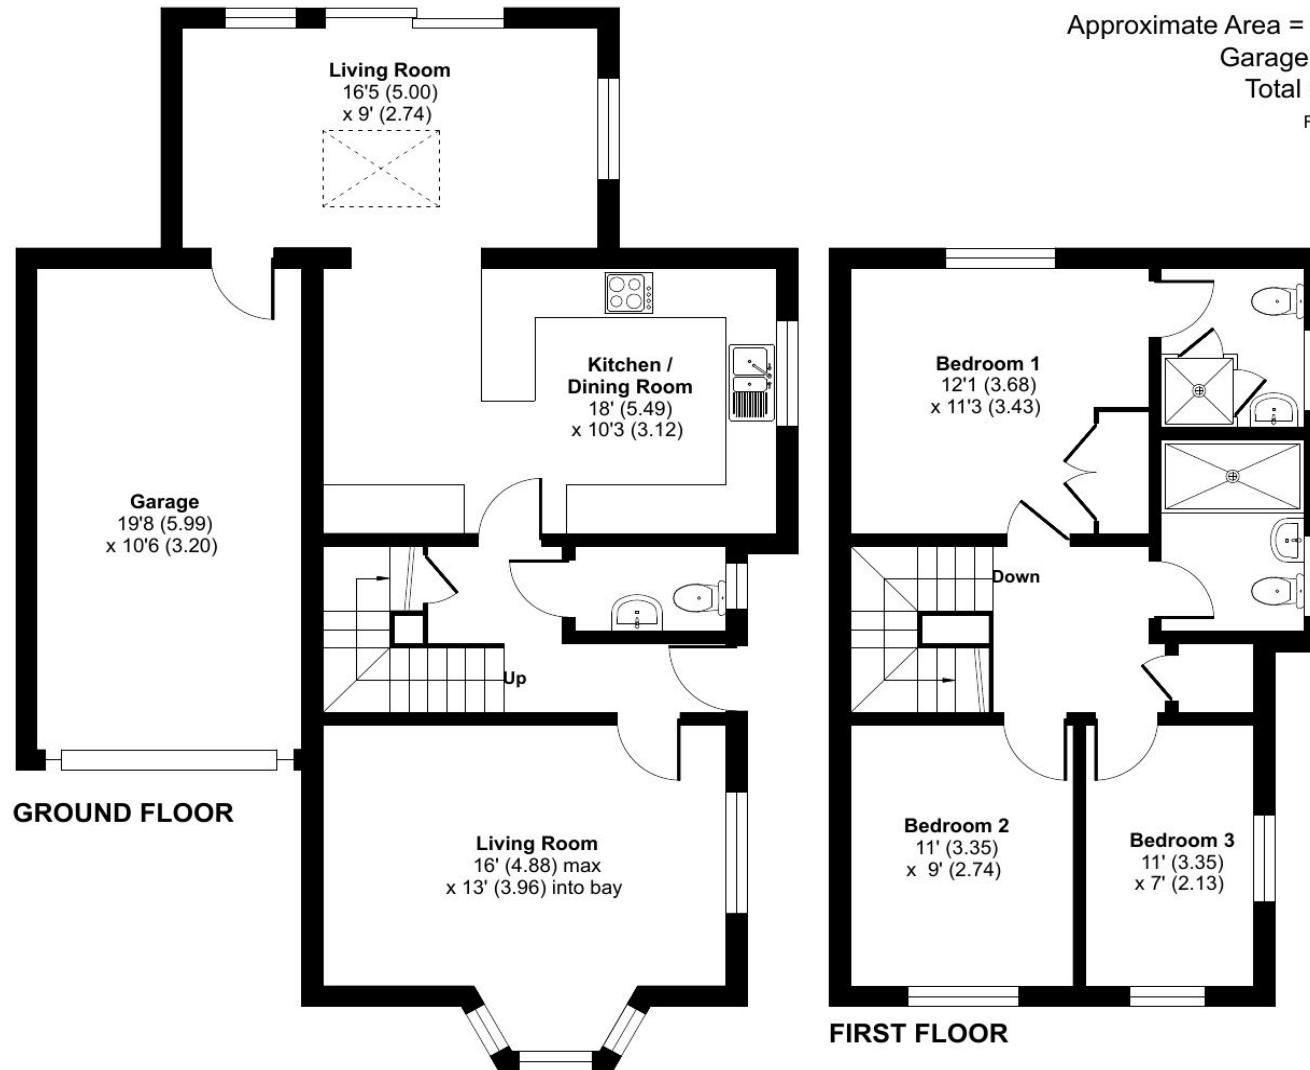 Approximate Area =
Garage
Total
Living Room
16'5 (5.00)
x 9' (2.74)
Kitchen /
Dining Room
18' (5.49)
x 10'3 (3.12)
Bedroom 1
12'1 (3.68)
x 11'3 (3.43)
Garage
19'8 (5.99)
x 10'6 (3.20)
Down
Up
GROUND FLOOR
Living Room
16' (4.88) max
x 13' (3.96) into bay
Bedroom 2
11' (3.35)
x 9' (2.74)
Bedroom 3
11' (3.35)
x 7' (2.13)
FIRST FLOOR